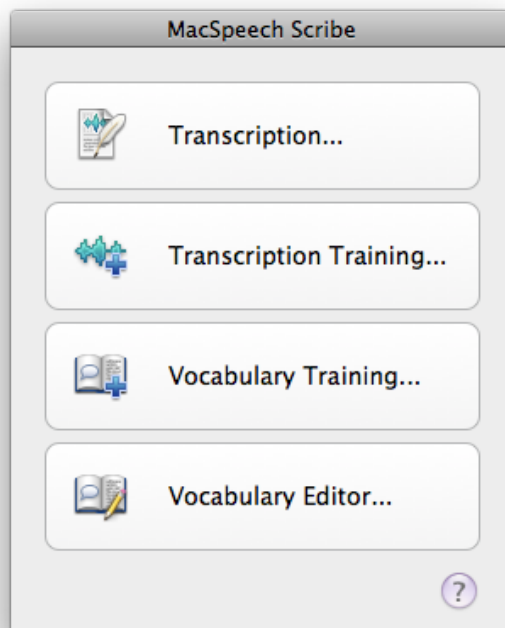 MacSpeech Scribe
Transcription...
Transcription Training...
Vocabulary Training...
Vocabulary Editor...
?